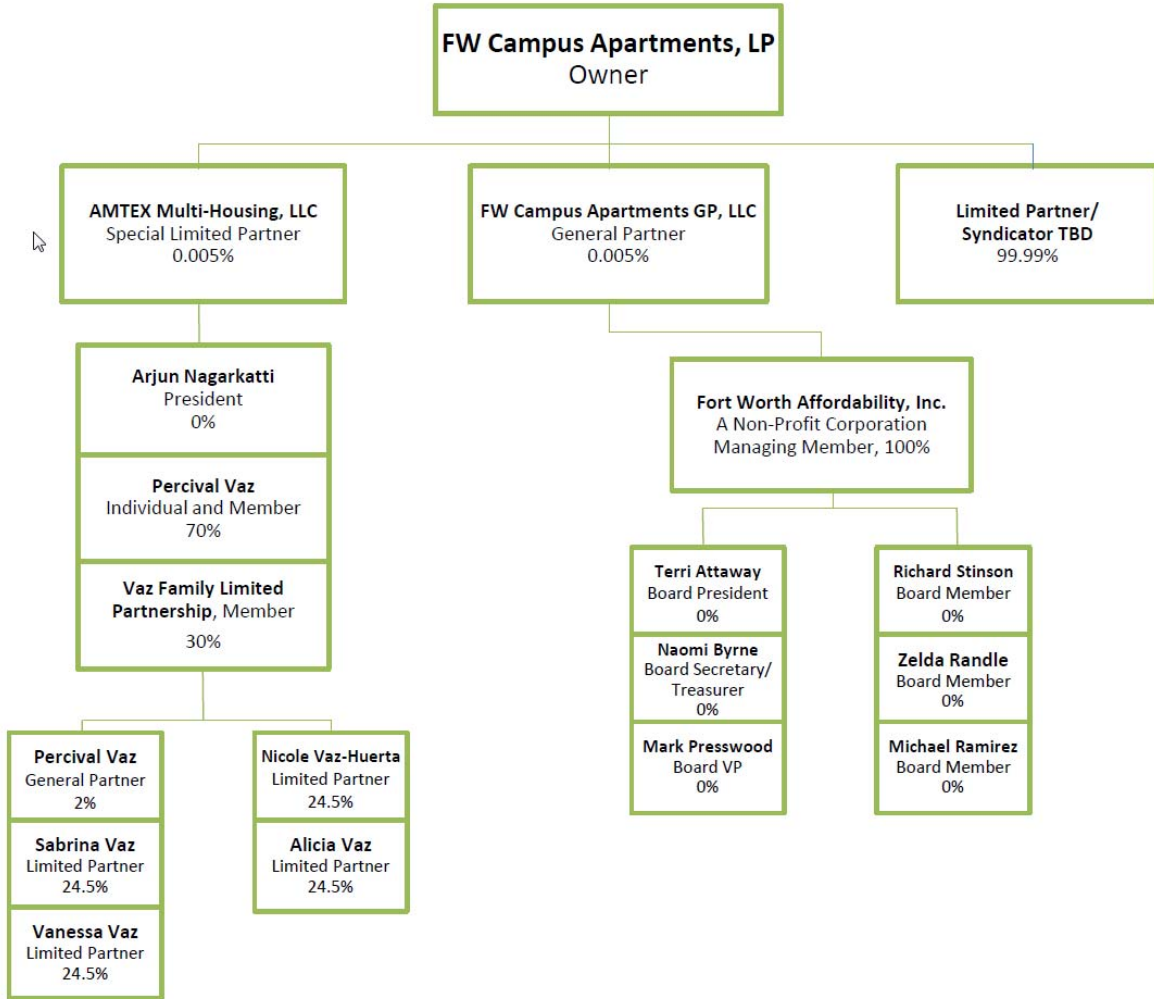 FW Campus Apartments, LP
Owner
AMTEX Multi-Housing, LLC
Special Limited Partner
0.005%
FW Campus Apartments GP, LLC
General Partner
0.005%
Limited Partner/
Syndicator TBD
99.99%
Arjun Nagarkatti
President
0%
Percival Vaz
Individual and Member
70%
Vaz Family Limited
Partnership, Member
30%
Fort Worth Affordability, Inc.
A Non-Profit Corporation
Managing Member, 100%
Terri Attaway
Board President
0%
Naomi Byrne
Board Secretary/
Treasurer
0%
Mark Presswood
Board VP
0%
Richard Stinson
Board Member
0%
Zelda Randle
Board Member
0%
Michael Ramirez
Board Member
0%
Percival Vaz
General Partner
2%
Sabrina Vaz
Limited Partner
24.5%
Vanessa Vaz
Limited Partner
24.5%
Nicole Vaz-Huerta
Limited Partner
24.5%
Alicia Vaz
Limited Partner
24.5%